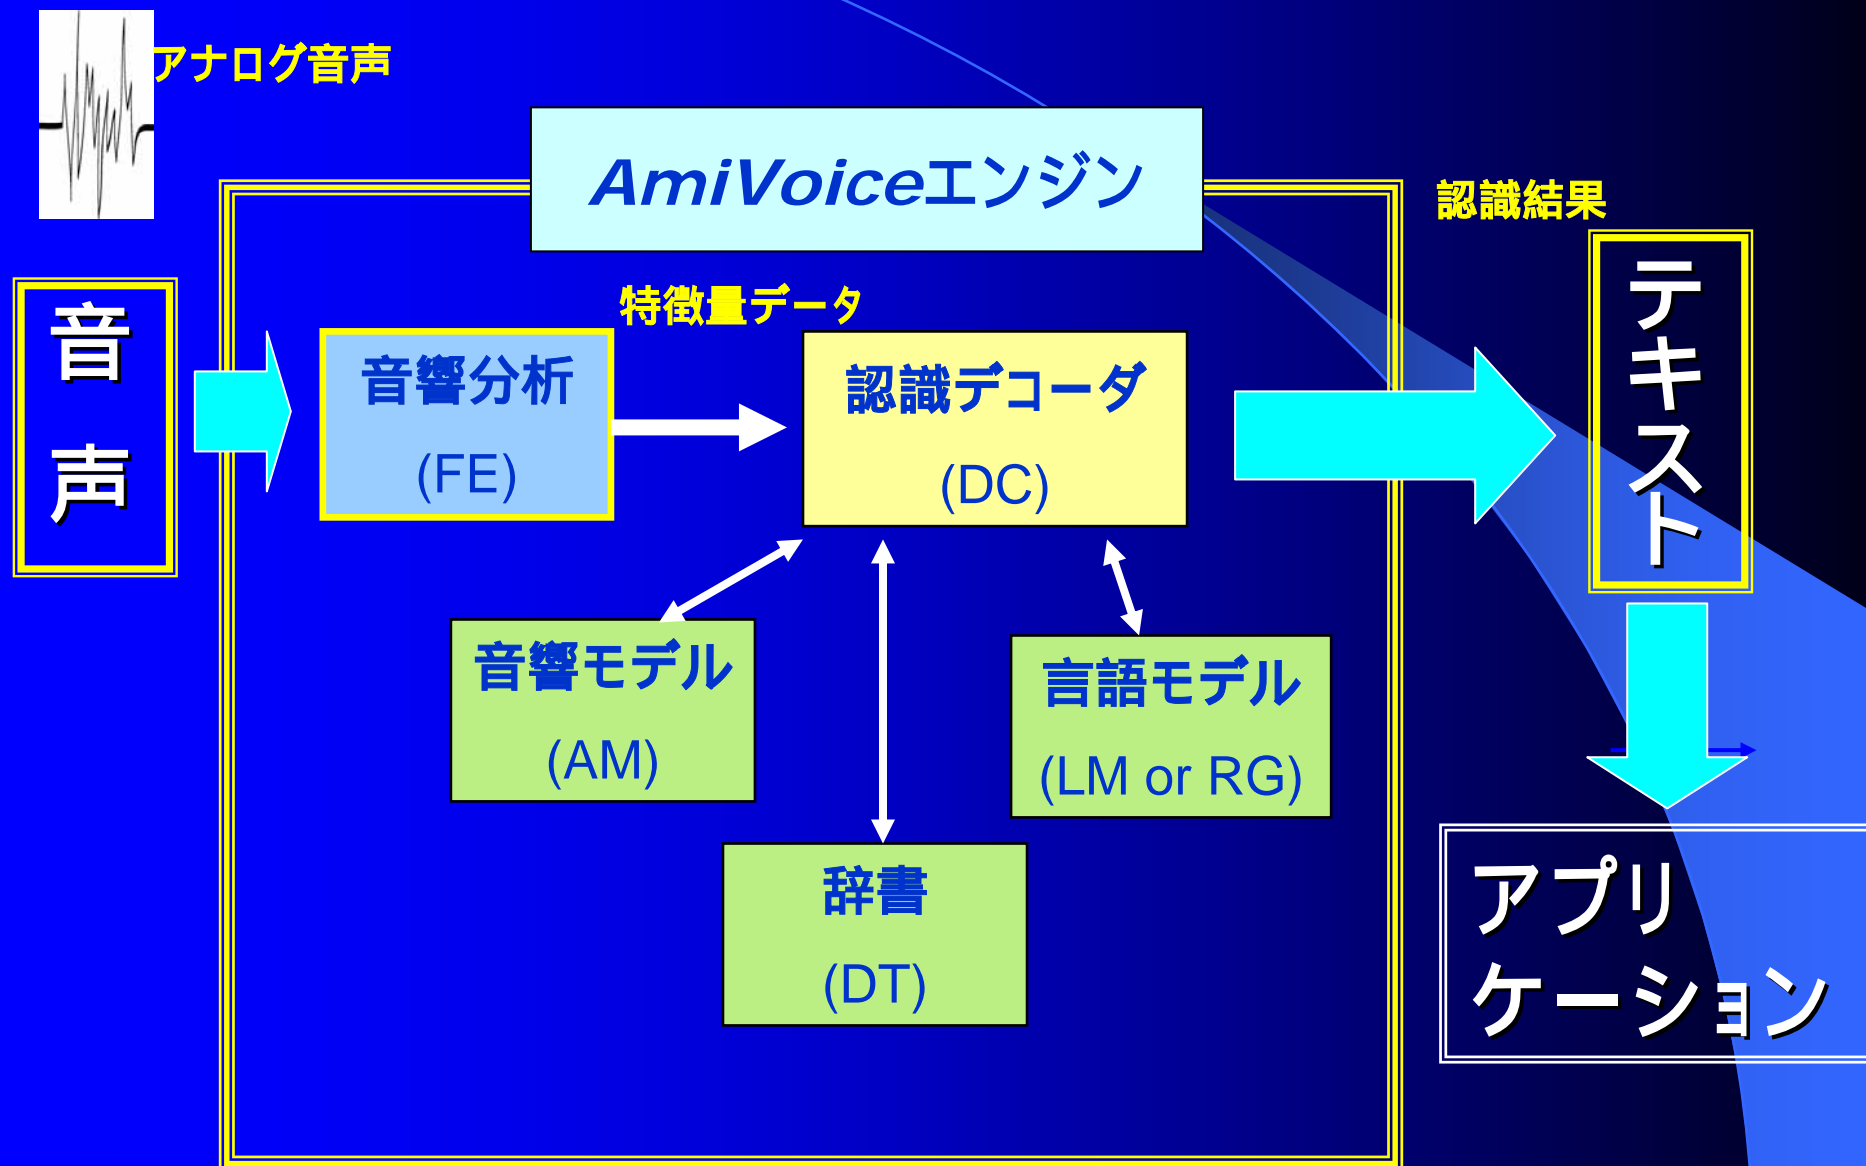 アナログ音声
AmiVoiceエンジン
認識結果
音
声
特徴量データ
音響分析
(FE)
認識デコーダ
(DC)
テキスト
音響モデル
(AM)
言語モデル
(LM or RG)
辞書
(DT)
アプリ
ケーション